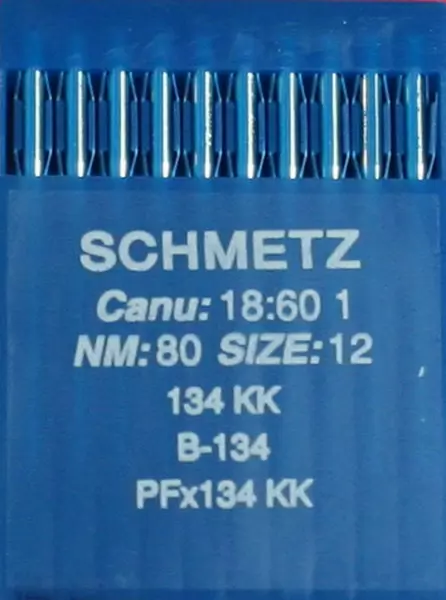 SCHMETZ
Canu: 18:60 1
NM: 80 SIZE: 12
134 KK
B-134
PFx134 KK